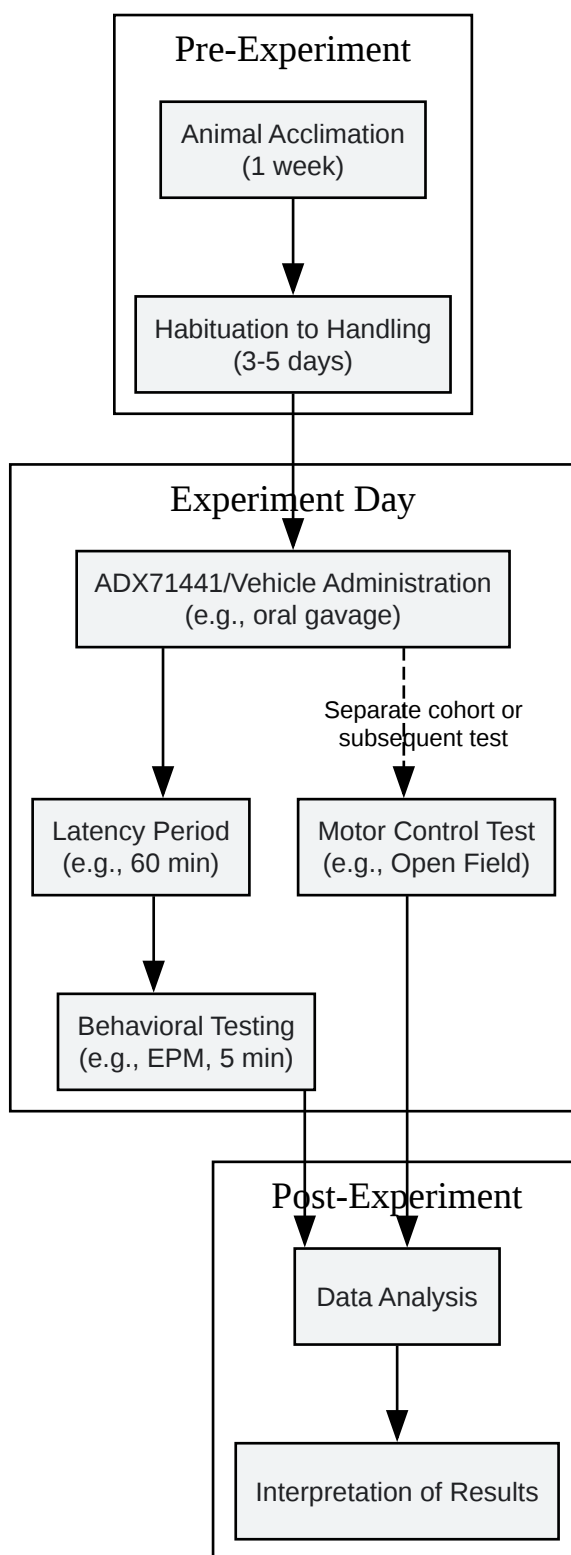 Pre-Experiment
Animal Acclimation
(1 week)
Habituation to Handling
(3-5 days)
Experiment Day
ADX71441/Vehicle Administration
(e.g., oral gavage)
Separate cohort or
subsequent test
Latency Period
(e.g., 60 min)
Motor Control Test
(e.g., Open Field)
Behavioral Testing
(e.g., EPM, 5 min)
Post-Experiment
Data Analysis
Interpretation of Results